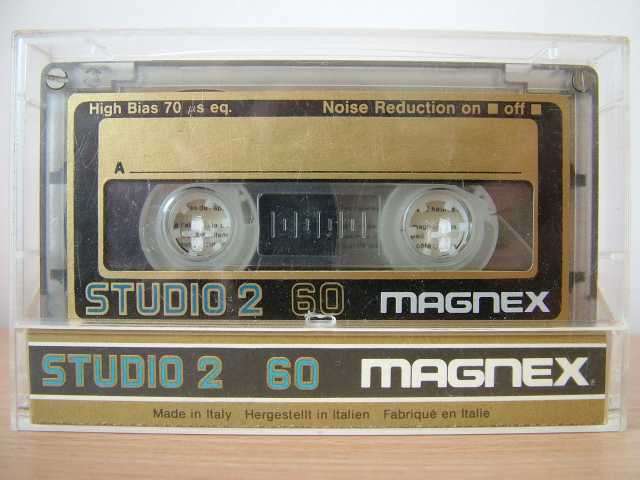 High Bias 70 µs eq. Noise Reduction on ■ off ■
A
STUDIO 2 60 MAGNEX
STUDIO 2 60 MAGNEX®
Made in Italy Hergestellt in Italien Fabriqué en Italie